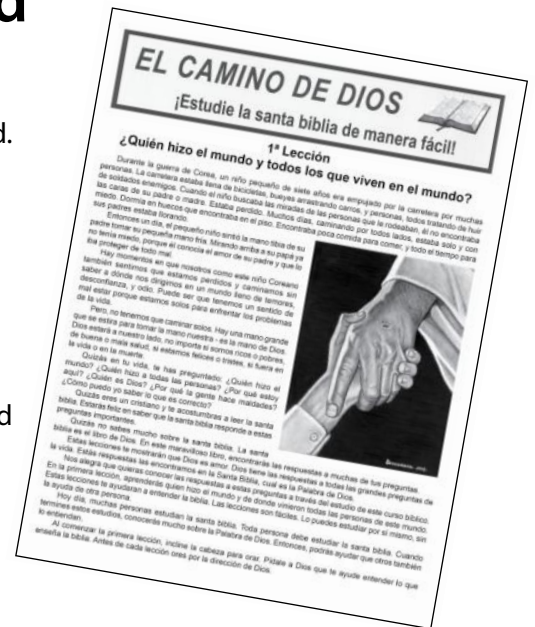 d
d.
d
EL CAMINO DE DIOS
¡Estudie la santa biblia de manera fácil!
1ª Lección
¿Quién hizo el mundo y todos los que viven en el mundo?
Durante la guerra de Corea, un niño pequeño de siete años era empujado por la carretera por muchas
personas. La carretera estaba llena de bicicletas, bueyes arrastrando carros, y personas, todos tratando de huir
de soldados enemigos. Cuando el niño buscaba las miradas de las personas que la rodeaban, él no encontraba
las caras de su padre o madre. Estaba perdido. Muchos días, caminando por todos lados, estaba solo y con
miedo. Dormía en huecos que encontraba en el piso. Encontraba poca comida para comer, y todo el tiempo para
sus padres estaba llorando.
Entonces un día, el pequeño niño sintió la mano tibia de su
padre tomar su pequeña mano fría. Mirando arriba a su papá ya
no temía miedo, porque él conocía el amor de su padre y que lo
iba proteger de todo mal.
Hay momentos en que nosotros como este niño Coreano
también sentimos que estamos perdidos y caminamos sin
saber a dónde nos dirigimos en un mundo lleno de temores,
desconfianza, y odio. Puede ser que tenemos un sentido de
mal estar porque estamos solos para enfrentar los problemas
de la vida.
Pero, no tenemos que caminar solos. Hay una mano grande
que se estira para tomar la mano nuestra - es la mano de Dios.
Dios estará a nuestro lado, no importa si somos ricos o pobres,
de buena o mala salud, si estamos felices o tristes, si fuera en
la vida o en la muerte.
Quizás en tu vida, te has preguntado: ¿Quién hizo el
mundo? ¿Quién hizo a todas las personas? ¿Por qué estoy
aquí? ¿Quién es Dios? ¿Por qué la gente hace maldades?
¿Cómo puedo yo saber lo que es correcto?
Quizás eres un cristiano y te acostumbras a leer la santa
biblia. Estarás feliz en saber que la santa biblia responde a estas
preguntas importantes.
Quizás no sabes mucho sobre la santa biblia. La santa
biblia es el libro de Dios. En este maravilloso libro, encontrarás las respuestas a muchas de tus preguntas.
Estas lecciones te mostrarán que Dios es amor. Dios tiene las respuestas a todas las grandes preguntas de
la vida. Estás respuestas las encontramos en la Santa Biblia, cual es la Palabra de Dios.
Nos alegra que quieras conocer las respuestas a estas preguntas a través del estudio de este curso bíblico.
En la primera lección, aprenderás quien hizo el mundo y de donde vinieron todas las personas de este mundo.
Estas lecciones te ayudaran a entender la biblia. Las lecciones son fáciles. Lo puedes estudiar por si mismo, sin
la ayuda de otra persona.
Hoy día, muchas personas estudian la santa biblia. Toda persona debe estudiar la santa biblia. Cuando
termines estos estudios, conocerás mucho sobre la Palabra de Dios. Entonces, podrás ayudar que otros también
lo entiendan.
Al comenzar la primera lección, incline la cabeza para orar. Pídale a Dios que te ayude entender lo que
enseña la biblia. Antes de cada lección ores por la dirección de Dios.